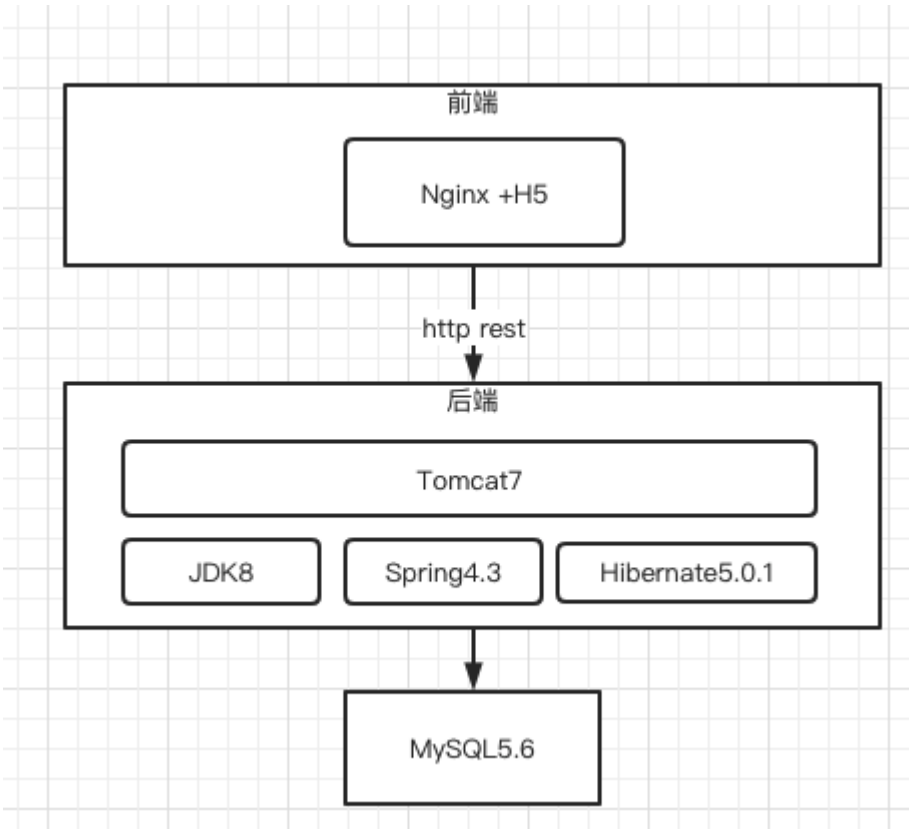 前端
Nginx +H5
http rest
后端
Tomcat7
JDK8
Spring4.3
Hibernate5.0.1
MySQL5.6